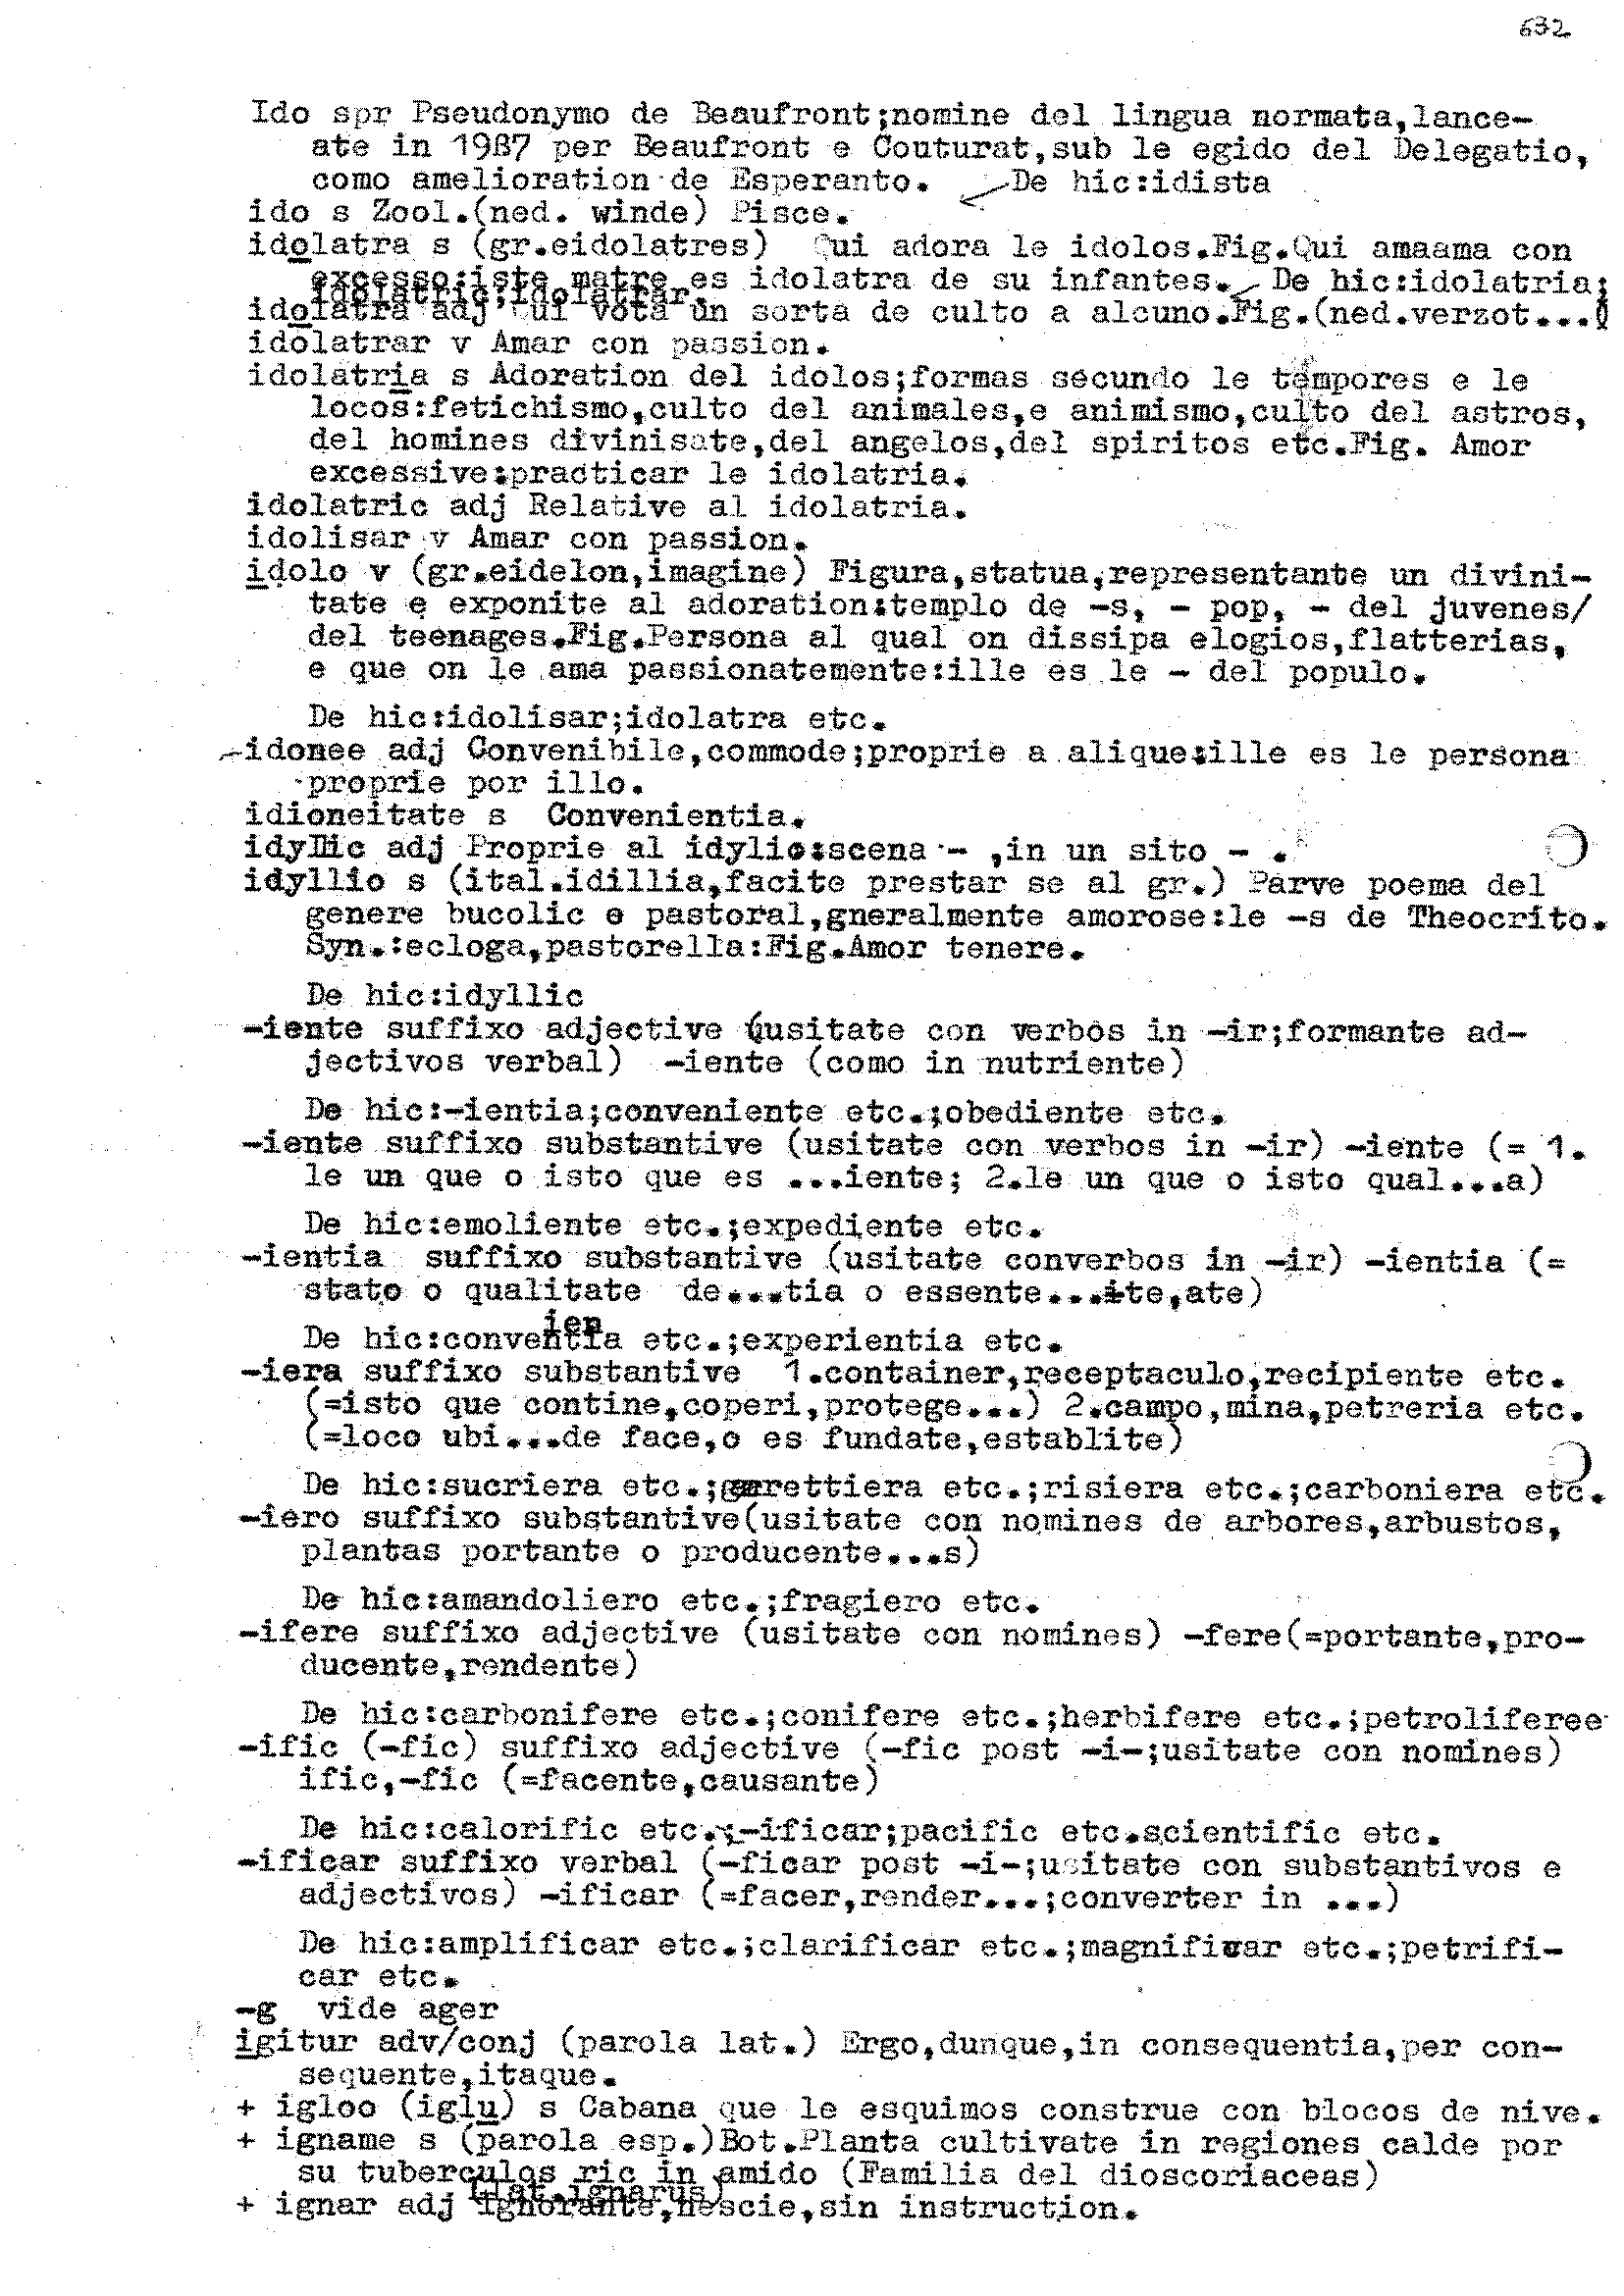 632
Ido spr Pseudonymo de Beaufront;nomine del lingua normata,lance-
ate in 1987 per Beaufront e Couturat,sub le egido del Delegatio,
como amelioration de Esperanto. De hic:idista
ido s Zool.(ned. winde) Pisce.
idolatra s (gr.eidolatres) Qui adora le idolos.Fig.Qui amaama con
excesso:iste matre es idolatra de su infantes. De hic:idolatria;
idolatric;idolatrar.
idolatra adj Qui vota un sorta de culto a alcuno.Fig.(ned.verzot...)
idolatrar v Amar con passion.
idolatria s Adoration del idolos;formas secundo le tempores e le
locos:fetichismo,culto del animales,e animismo,culto del astros,
del homines divinisate,del angelos,del spiritos etc.Fig. Amor
excessive:practicar le idolatria.
idolatric adj Relative al idolatria.
idolisar v Amar con passion.
idolo v (gr.eidelon,imagine) Figura,statua,representante un divini-
tate e exponite al adoration:templo de -s, - pop, - del juvenes/
del teenages.Fig.Persona al qual on dissipa elogios,flatterias,
e que on le ama passionatemente:ille es le - del populo.
De hic:idolisar;idolatra etc.
-idonee adj Convenibile,commode;proprie a alique:ille es le persona
proprie por illo.
idioneitate s Convenientia.
idyllic adj Proprie al idylio:scena - ,in un sito - .
idyllio s (ital.idillia,facite prestar se al gr.) Parve poema del
genere bucolic o pastoral,gneralmente amorose:le -s de Theocrito.
Syn.:ecloga,pastorella:Fig.Amor tenere.
De hic:idyllic
-iente suffixo adjective (usitate con verbos in -ir;formante ad-
jectivos verbal) -iente (como in nutriente)
De hic:-ientia;conveniente etc.;obediente etc.
-iente suffixo substantive (usitate con verbos in -ir) -iente (= 1.
le un que o isto que es ...iente; 2.le un que o isto qual...a)
De hic:emoliente etc.;expediente etc.
-ientia suffixo substantive (usitate converbos in -ir) -ientia (=
stato o qualitate de...tia o essente...ite,ate)
ien
De hic:conventia etc.;experientia etc.
-iera suffixo substantive 1.container,receptaculo,recipiente etc.
(=isto que contine,coperi,protege...) 2.campo,mina,petreria etc.
(=loco ubi...de face,o es fundate,establite)
De hic:sucriera etc.;garettiera etc.;risiera etc.;carboniera etc.
-iero suffixo substantive(usitate con nomines de arbores,arbustos,
plantas portante o producente...s)
De hic:amandoliero etc.;fragiero etc.
-ifere suffixo adjective (usitate con nomines) -fere(=portante,pro-
ducente,rendente)
De hic:carbonifere etc.;conifere etc.;herbifere etc.;petroliferee
-ific (-fic) suffixo adjective (-fic post -i-;usitate con nomines)
ific,-fic (=facente,causante)
De hic:calorific etc.;-ificar;pacific etc.scientific etc.
-ificar suffixo verbal (-ficar post -i-;usitate con substantivos e
adjectivos) -ificar (=facer,render...;converter in ...)
De hic:amplificar etc.;clarificar etc.;magnificar etc.;petrifi-
car etc.
-g vide ager
igitur adv/conj (parola lat.) Ergo,dunque,in consequentia,per con-
sequente,itaque.
+ igloo (iglu) s Cabana que le esquimos construe con blocos de nive.
+ igname s (parola esp.)Bot.Planta cultivate in regiones calde por
su tuberculos ric in amido (Familia del dioscoriaceas)
(lat.ignarus)
+ ignar adj Ignorante,nescie,sin instruction.